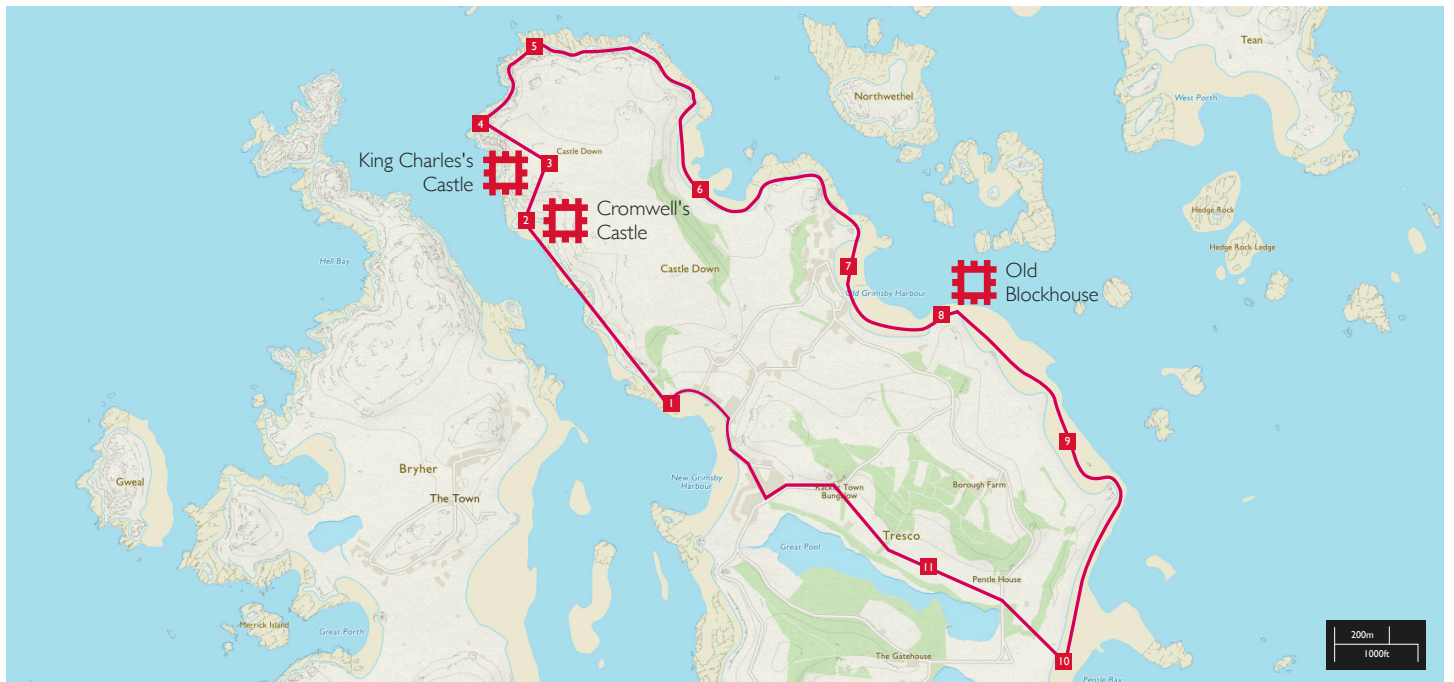 5
Tean
Northwethel
West Porth
4
King Charles's
Castle
3
Castle Down
6
2
Cromwell's
Castle
Hedge Rock
Hedge Rock Ledge
Hell Bay
Castle Down
7
Old Grimsby Harbour
Old
Blockhouse
8
1
9
Bryher
The Town
Gweal
New Grimsby
Harbour
Bungalow
Borough Farm
Tresco
Great Pool
11
Pentle House
Merrick Island
Great Porth
The Gatehouse
10
Pentle Bay
200m
1000ft